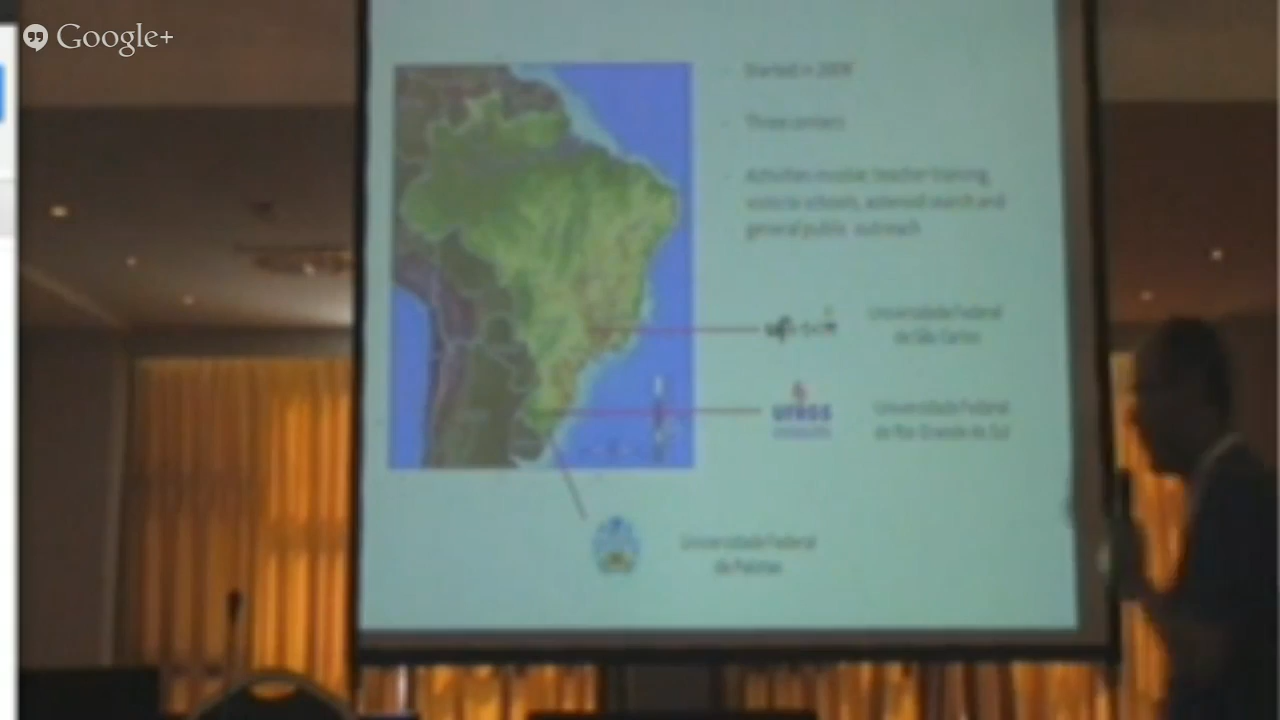 Google+
Started in 2009
Three centers
Activities involve: teacher training,
visits to schools, asteroid search and
general public outreach
Universidade Federal
de São Carlos
UFRGS
Universidade Federal
do Rio Grande do Sul
Universidade Federal
de Pelotas